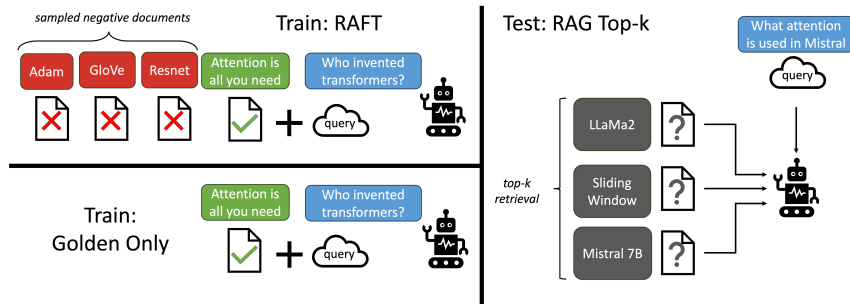 sampled negative documents
Train: RAFT
Adam
GloVe
Resnet
Attention is
all you need
Who invented
transformers?
query
Train:
Golden Only
Attention is
all you need
Who invented
transformers?
query
Test: RAG Top-k
What attention
is used in Mistral
query
top-k
retrieval
LLaMa2
?
Sliding
Window
?
Mistral 7B
?